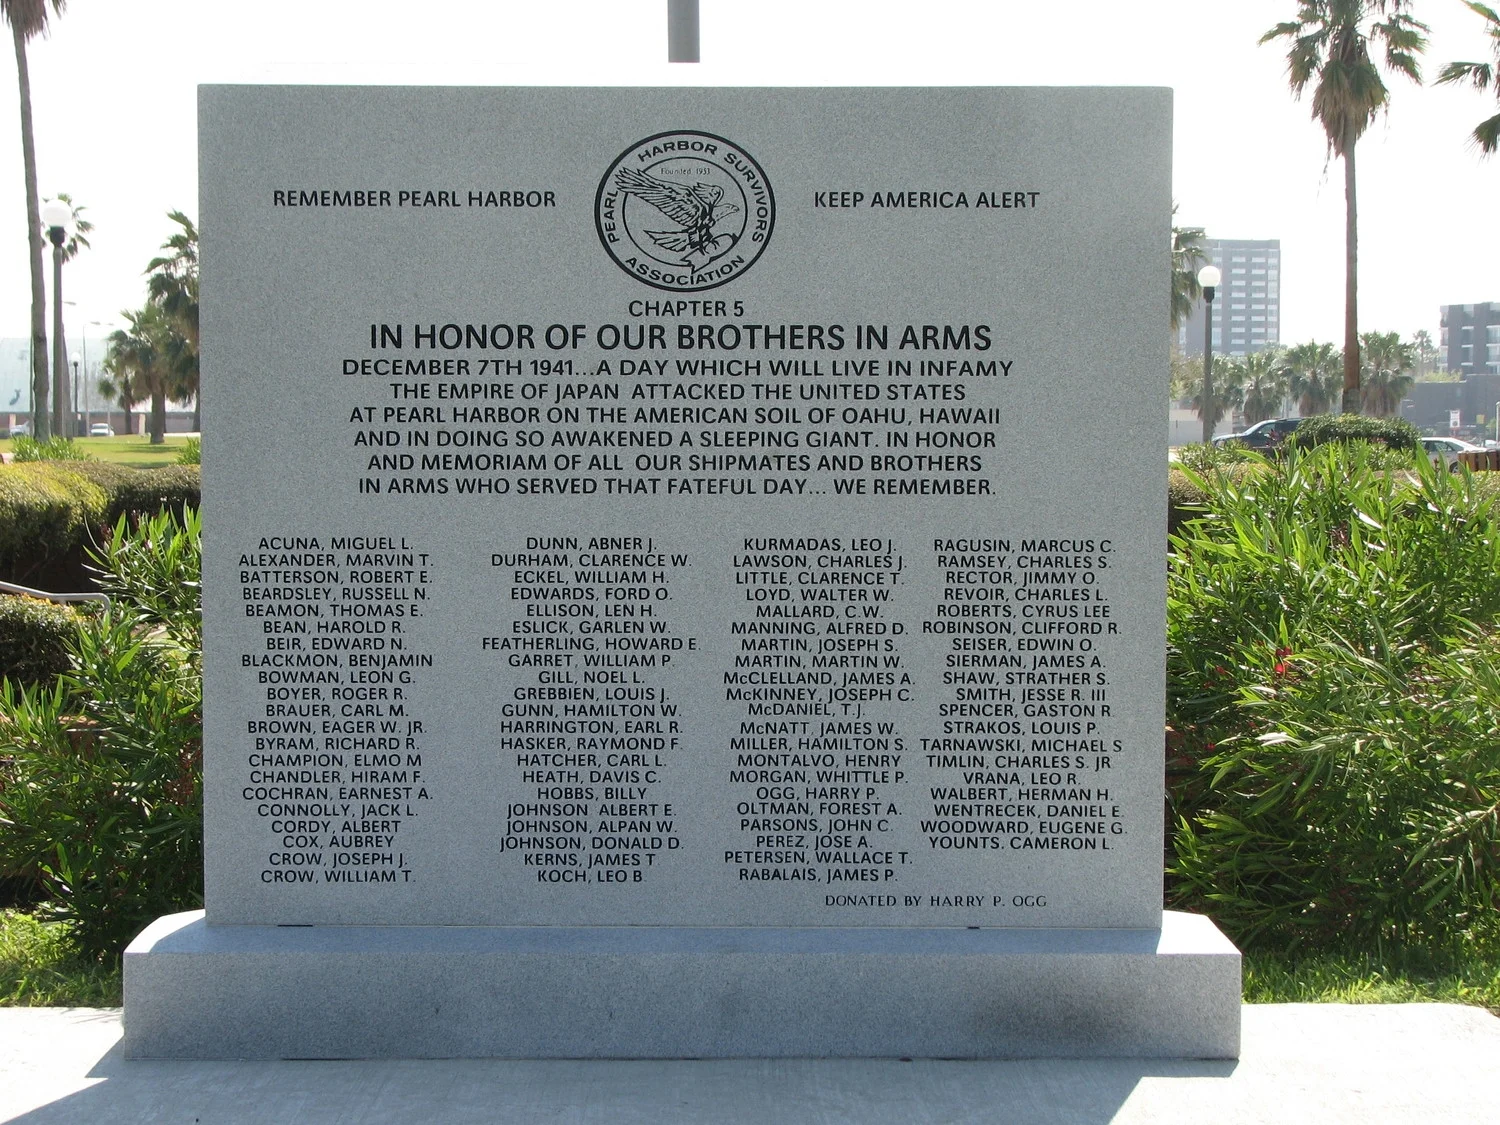 REMEMBER PEARL HARBOR
PEARL HARBOR SURVIVORS ASSOCIATION
Founded 1953
KEEP AMERICA ALERT
CHAPTER 5
IN HONOR OF OUR BROTHERS IN ARMS
DECEMBER 7TH 1941...A DAY WHICH WILL LIVE IN INFAMY
THE EMPIRE OF JAPAN ATTACKED THE UNITED STATES
AT PEARL HARBOR ON THE AMERICAN SOIL OF OAHU, HAWAII
AND IN DOING SO AWAKENED A SLEEPING GIANT. IN HONOR
AND MEMORIAM OF ALL OUR SHIPMATES AND BROTHERS
IN ARMS WHO SERVED THAT FATEFUL DAY... WE REMEMBER.
ACUNA, MIGUEL L.
ALEXANDER, MARVIN T.
BATTERSON, ROBERT E.
BEARDSLEY, RUSSELL N.
BEAMON, THOMAS E.
BEAN, HAROLD R.
BEIR, EDWARD N.
BLACKMON, BENJAMIN
BOWMAN, LEON G.
BOYER, ROGER R.
BRAUER, CARL M.
BROWN, EAGER W. JR.
BYRAM, RICHARD R.
CHAMPION, ELMO M
CHANDLER, HIRAM F.
COCHRAN, EARNEST A.
CONNOLLY, JACK L.
CORDY, ALBERT
COX, AUBREY
CROW, JOSEPH J.
CROW, WILLIAM T.
DUNN, ABNER J.
DURHAM, CLARENCE W.
ECKEL, WILLIAM H.
EDWARDS, FORD O.
ELLISON, LEN H.
ESLICK, GARLEN W.
FEATHERLING, HOWARD E.
GARRET, WILLIAM P.
GILL, NOEL L.
GREBBIEN, LOUIS J.
GUNN, HAMILTON W.
HARRINGTON, EARL R.
HASKER, RAYMOND F.
HATCHER, CARL L.
HEATH, DAVIS C.
HOBBS, BILLY
JOHNSON ALBERT E.
JOHNSON, ALPAN W.
JOHNSON, DONALD D.
KERNS, JAMES T
KOCH, LEO B.
KURMADAS, LEO J.
LAWSON, CHARLES J.
LITTLE, CLARENCE T.
LOYD, WALTER W.
MALLARD, C.W.
MANNING, ALFRED D.
MARTIN, JOSEPH S.
MARTIN, MARTIN W.
McCLELLAND, JAMES A.
McKINNEY, JOSEPH C.
McDANIEL, T.J.
McNATT, JAMES W.
MILLER, HAMILTON S.
MONTALVO, HENRY
MORGAN, WHITTLE P.
OGG, HARRY P.
OLTMAN, FOREST A.
PARSONS, JOHN C.
PEREZ, JOSE A.
PETERSEN, WALLACE T.
RABALAIS, JAMES P.
RAGUSIN, MARCUS C.
RAMSEY, CHARLES S.
RECTOR, JIMMY O.
REVOIR, CHARLES L.
ROBERTS, CYRUS LEE
ROBINSON, CLIFFORD R.
SEISER, EDWIN O.
SIERMAN, JAMES A.
SHAW, STRATHER S.
SMITH, JESSE R. III
SPENCER, GASTON R.
STRAKOS, LOUIS P.
TARNAWSKI, MICHAEL S
TIMLIN, CHARLES S. JR
VRANA, LEO R.
WALBERT, HERMAN H.
WENTRECEK, DANIEL E.
WOODWARD, EUGENE G.
YOUNTS. CAMERON L.
DONATED BY HARRY P. OGG